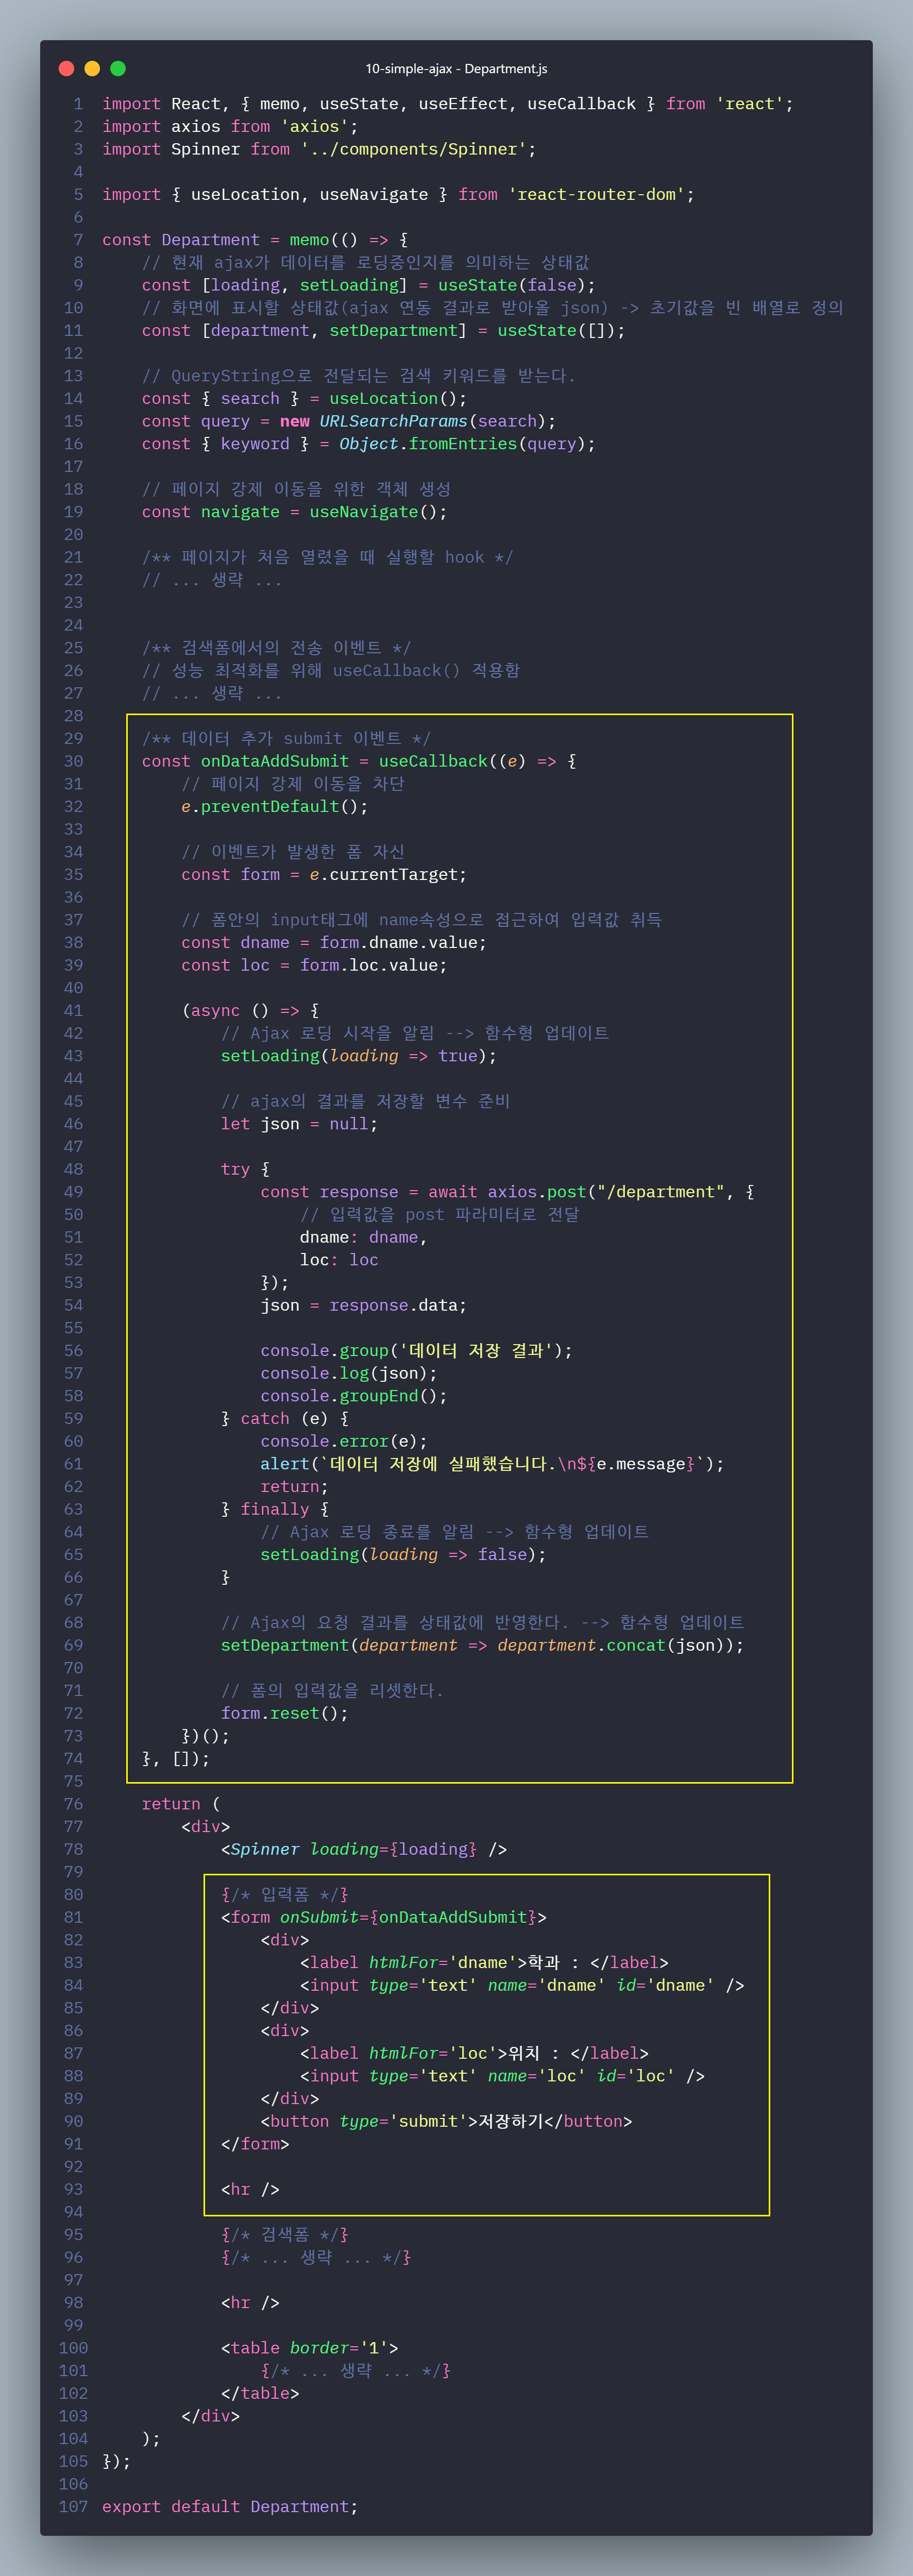 10-simple-ajax - Department.js
1 import React, { memo, useState, useEffect, useCallback } from 'react';
2 import axios from 'axios';
3 import Spinner from '../components/Spinner';
4
5 import { useLocation, useNavigate } from 'react-router-dom';
6
7 const Department = memo(() => {
8     // 현재 ajax가 데이터를 로딩중인지를 의미하는 상태값
9     const [loading, setLoading] = useState(false);
10     // 화면에 표시할 상태값(ajax 연동 결과로 받아올 json) -> 초기값을 빈 배열로 정의
11     const [department, setDepartment] = useState([]);
12
13     // QueryString으로 전달되는 검색 키워드를 받는다.
14     const { search } = useLocation();
15     const query = new URLSearchParams(search);
16     const { keyword } = Object.fromEntries(query);
17
18     // 페이지 강제 이동을 위한 객체 생성
19     const navigate = useNavigate();
20
21     /** 페이지가 처음 열렸을 때 실행할 hook */
22     // ... 생략 ...
23
24
25     /** 검색폼에서의 전송 이벤트 */
26     // 성능 최적화를 위해 useCallback() 적용함
27     // ... 생략 ...
28
29     /** 데이터 추가 submit 이벤트 */
30     const onDataAddSubmit = useCallback((e) => {
31         // 페이지 강제 이동을 차단
32         e.preventDefault();
33
34         // 이벤트가 발생한 폼 자신
35         const form = e.currentTarget;
36
37         // 폼안의 input태그에 name속성으로 접근하여 입력값 취득
38         const dname = form.dname.value;
39         const loc = form.loc.value;
40
41         (async () => {
42             // Ajax 로딩 시작을 알림 --> 함수형 업데이트
43             setLoading(loading => true);
44
45             // ajax의 결과를 저장할 변수 준비
46             let json = null;
47
48             try {
49                 const response = await axios.post("/department", {
50                     // 입력값을 post 파라미터로 전달
51                     dname: dname,
52                     loc: loc
53                 });
54                 json = response.data;
55
56                 console.group('데이터 저장 결과');
57                 console.log(json);
58                 console.groupEnd();
59             } catch (e) {
60                 console.error(e);
61                 alert(`데이터 저장에 실패했습니다.\n${e.message}`);
62                 return;
63             } finally {
64                 // Ajax 로딩 종료를 알림 --> 함수형 업데이트
65                 setLoading(loading => false);
66             }
67
68             // Ajax의 요청 결과를 상태값에 반영한다. --> 함수형 업데이트
69             setDepartment(department => department.concat(json));
70
71             // 폼의 입력값을 리셋한다.
72             form.reset();
73         })();
74     }, []);
75
76     return (
77         <div>
78             <Spinner loading={loading} />
79
80             {/* 입력폼 */}
81             <form onSubmit={onDataAddSubmit}>
82                 <div>
83                     <label htmlFor='dname'>학과 : </label>
84                     <input type='text' name='dname' id='dname' />
85                 </div>
86                 <div>
87                     <label htmlFor='loc'>위치 : </label>
88                     <input type='text' name='loc' id='loc' />
89                 </div>
90                 <button type='submit'>저장하기</button>
91             </form>
92
93             <hr />
94
95             {/* 검색폼 */}
96             {/* ... 생략 ... */}
97
98             <hr />
99
100             <table border='1'>
101                 {/* ... 생략 ... */}
102             </table>
103         </div>
104     );
105 });
106
107 export default Department;